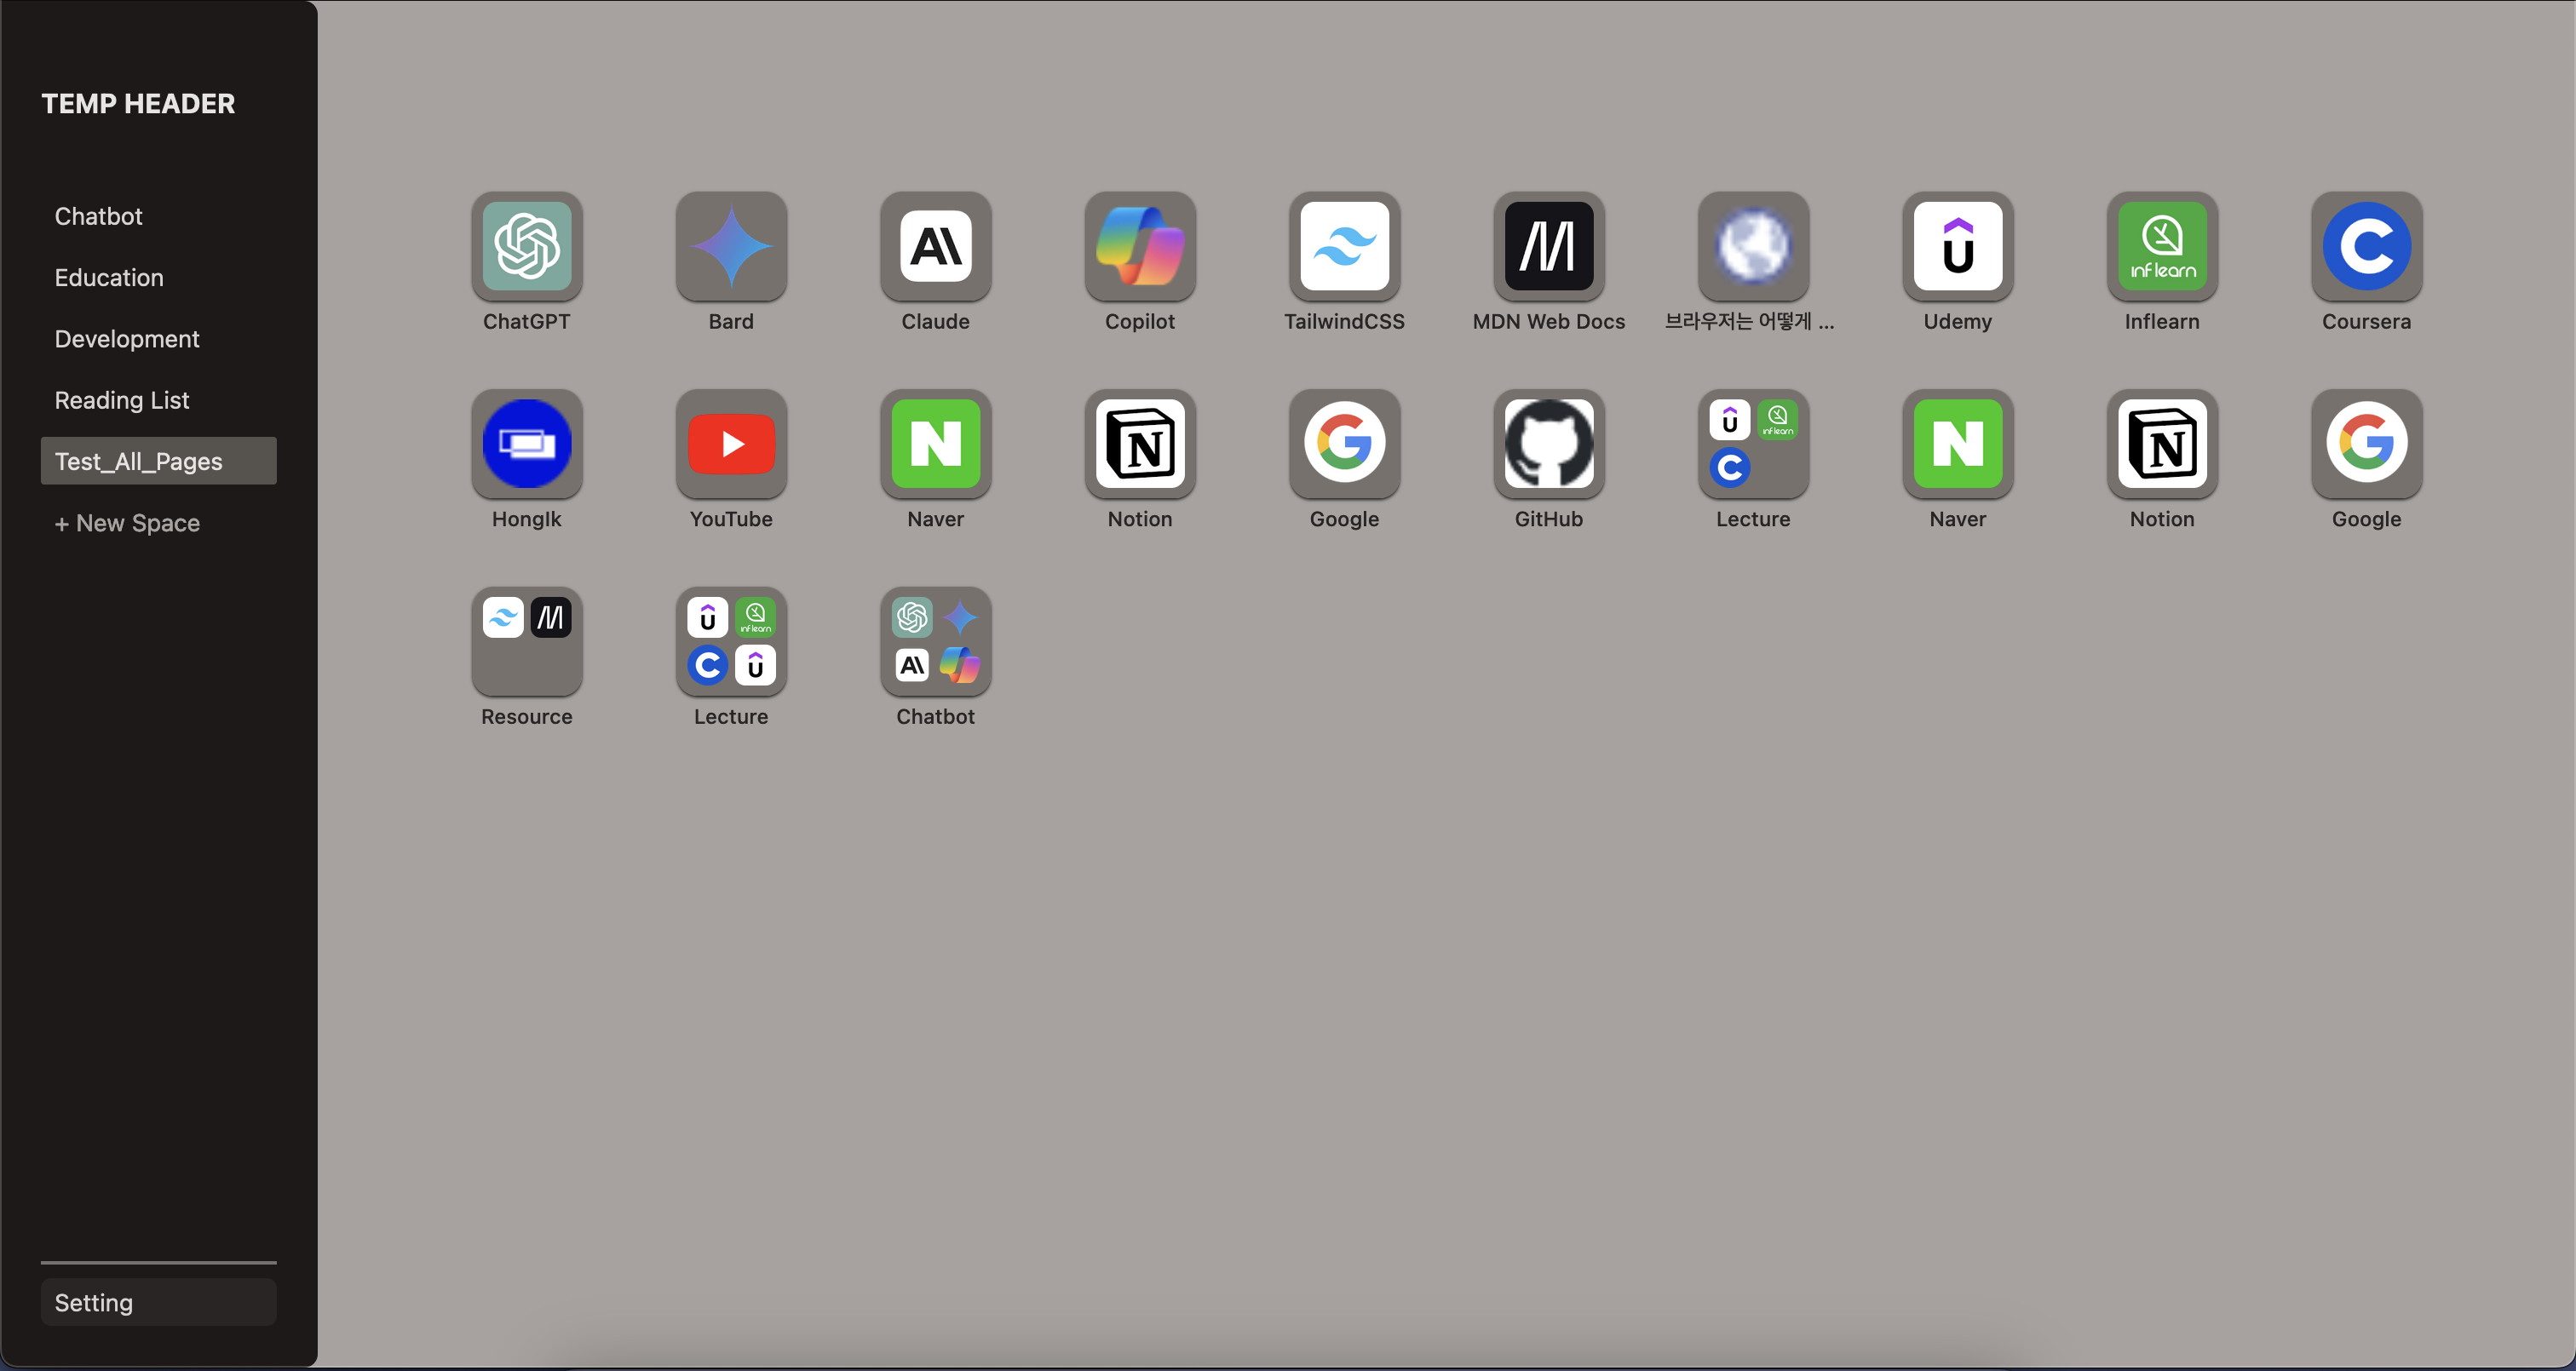 TEMP HEADER
Chatbot
Education
Development
Reading List
Test_All_Pages
+ New Space
Setting
ChatGPT
Bard
Claude
Copilot
TailwindCSS
MDN Web Docs
브라우저는 어떻게 ...
Udemy
Inflearn
inflearn
Coursera
HongIk
YouTube
Naver
Notion
Google
GitHub
Lecture
Naver
Notion
Google
Resource
Lecture
Chatbot